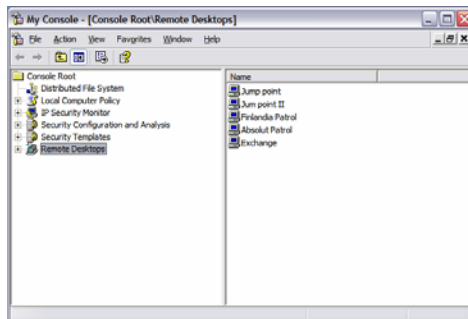 My Console - [Console Root\Remote Desktops]
File Action View Favorites Window Help
Console Root
Distributed File System
Local Computer Policy
IP Security Monitor
Security Configuration and Analysis
Security Templates
Remote Desktops
Name
Jump point
Jum point II
Finlandia Patrol
Absolut Patrol
Exchange